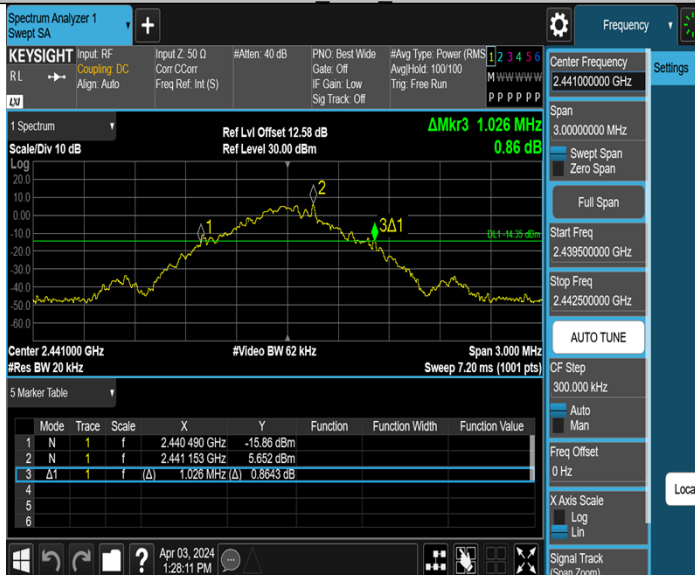 Spectrum Analyzer 1
Swept SA
+
Frequency
KEYSIGHT
RL
LXI
Input: RF
Coupling: DC
Align: Auto
Input Z: 50 Ω
Corr CCorr
Freq Ref: Int (S)
#Atten: 40 dB
PNO: Best Wide
Gate: Off
IF Gain: Low
Sig Track: Off
#Avg Type: Power (RMS
Avg|Hold: 100/100
Trig: Free Run
1 2 3 4 5 6
M W W W W W
P P P P P P
Settings
1 Spectrum
Scale/Div 10 dB
Ref Lvl Offset 12.58 dB
Ref Level 30.00 dBm
ΔMkr3 1.026 MHz
0.86 dB
Log
20.0
10.0
0.00
-10.0
-20.0
-30.0
-40.0
-50.0
-60.0
1
2
3Δ1
DL1 -14.35 dBm
Center 2.441000 GHz
#Res BW 20 kHz
#Video BW 62 kHz
Span 3.000 MHz
Sweep 7.20 ms (1001 pts)
5 Marker Table
Mode Trace Scale X Y Function Function Width Function Value
1 N 1 f 2.440 490 GHz -15.86 dBm
2 N 1 f 2.441 153 GHz 5.652 dBm
3 Δ1 1 f (Δ) 1.026 MHz (Δ) 0.8643 dB
4
5
6
?
Apr 03, 2024
1:28:11 PM
Center Frequency
2.441000000 GHz
Span
3.00000000 MHz
Swept Span
Zero Span
Full Span
Start Freq
2.439500000 GHz
Stop Freq
2.442500000 GHz
AUTO TUNE
CF Step
300.000 kHz
Auto
Man
Freq Offset
0 Hz
X Axis Scale
Log
Lin
Signal Track
(Span Zoom)
Loca